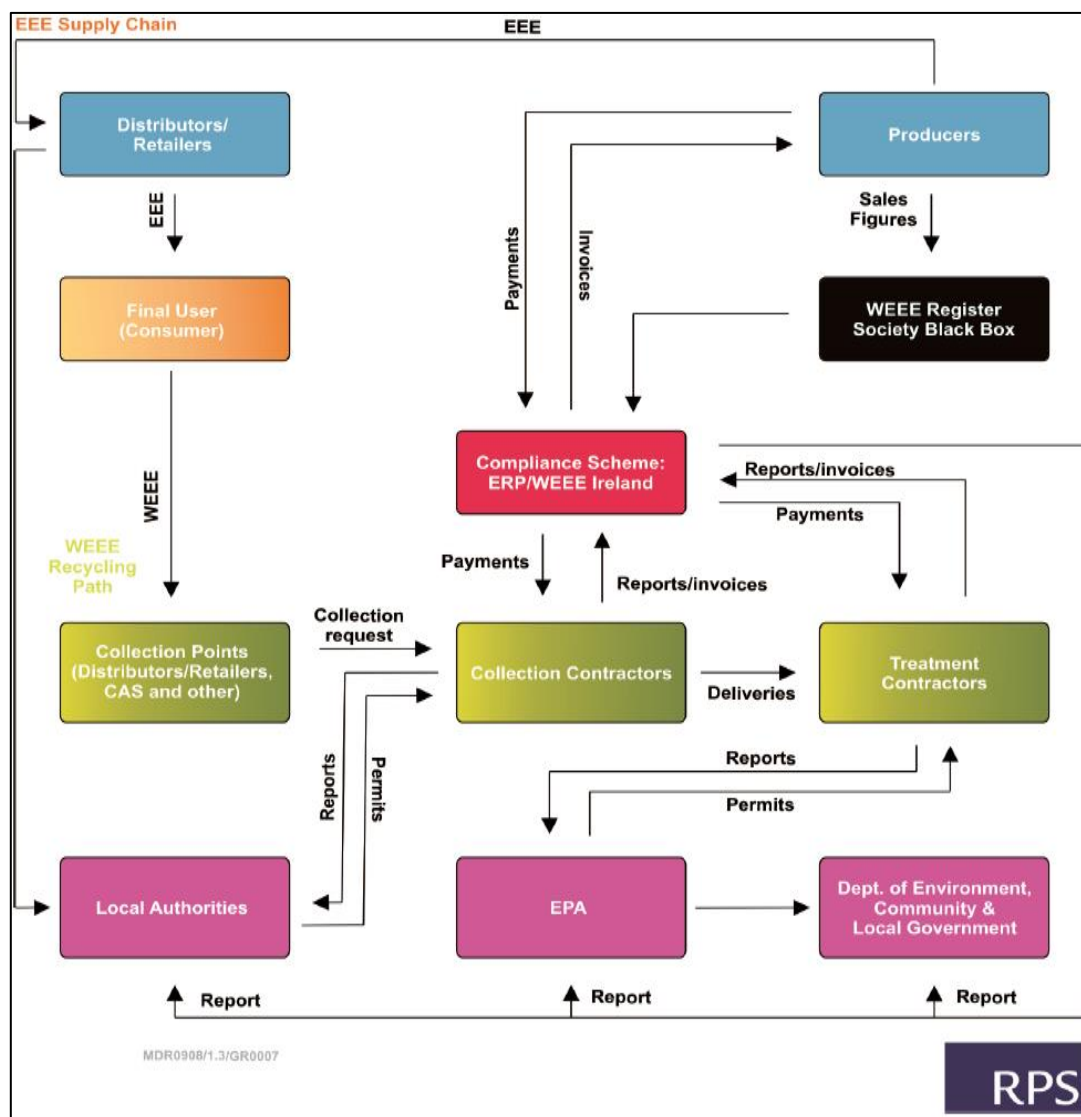 EEE Supply Chain
EEE
Distributors/
Retailers
Producers
EEE
Payments
Invoices
Sales
Figures
Final User
(Consumer)
WEEE Register
Society Black Box
WEEE
Compliance Scheme:
ERP/WEEE Ireland
Reports/invoices
Payments
WEEE
Recycling
Path
Payments
Reports/invoices
Collection
request
Collection Points
(Distributors/Retailers,
CAS and other)
Collection Contractors
Deliveries
Treatment
Contractors
Reports
Permits
Reports
Permits
Local Authorities
EPA
Dept. of Environment,
Community &
Local Government
Report
Report
Report
MDR0908/1.3/GR0007
RPS